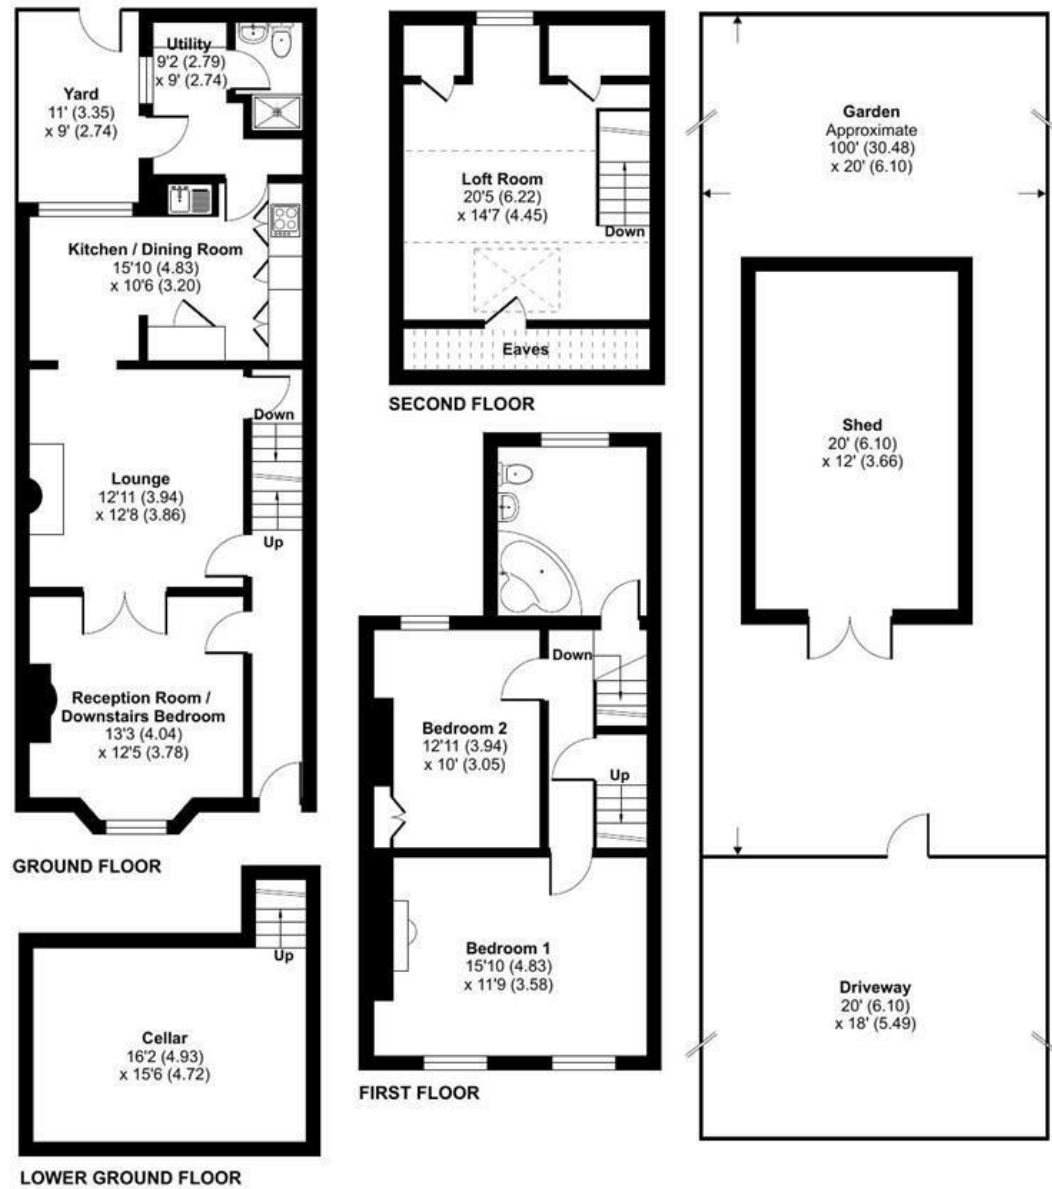 Utility
9'2 (2.79)
x 9' (2.74)
Yard
11' (3.35)
x 9' (2.74)
Kitchen / Dining Room
15'10 (4.83)
x 10'6 (3.20)
Down
Lounge
12'11 (3.94)
x 12'8 (3.86)
Up
Reception Room /
Downstairs Bedroom
13'3 (4.04)
x 12'5 (3.78)
GROUND FLOOR
Up
Cellar
16'2 (4.93)
x 15'6 (4.72)
LOWER GROUND FLOOR
Loft Room
20'5 (6.22)
x 14'7 (4.45)
Down
Eaves
SECOND FLOOR
Down
Bedroom 2
12'11 (3.94)
x 10' (3.05)
Up
Bedroom 1
15'10 (4.83)
x 11'9 (3.58)
FIRST FLOOR
Garden
Approximate
100' (30.48)
x 20' (6.10)
Shed
20' (6.10)
x 12' (3.66)
Driveway
20' (6.10)
x 18' (5.49)